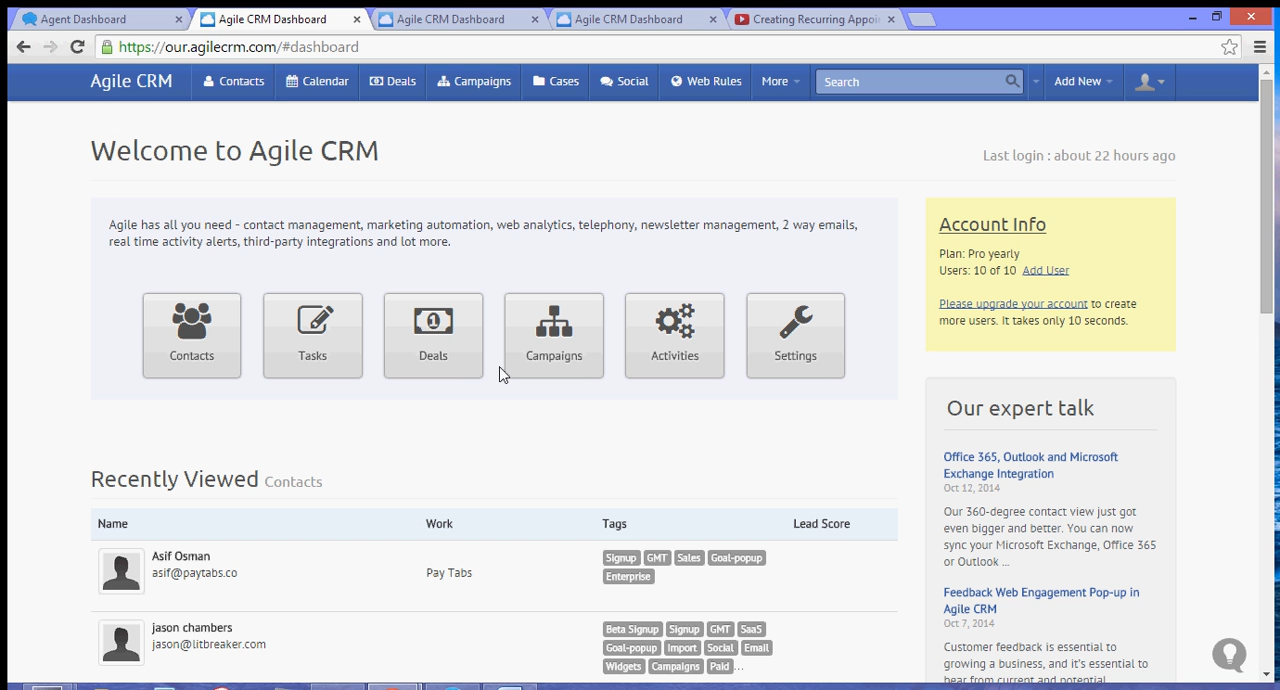 Agent Dashboard
Agile CRM Dashboard
Agile CRM Dashboard
Agile CRM Dashboard
Creating Recurring Appoi
https://our.agilecrm.com/#dashboard
Agile CRM
Contacts
Calendar
Deals
Campaigns
Cases
Social
Web Rules
More
Search
Add New
Welcome to Agile CRM
Last login : about 22 hours ago
Agile has all you need - contact management, marketing automation, web analytics, telephony, newsletter management, 2 way emails,
real time activity alerts, third-party integrations and lot more.
Contacts
Tasks
Deals
Campaigns
Activities
Settings
Account Info
Plan: Pro yearly
Users: 10 of 10 Add User
Please upgrade your account to create
more users. It takes only 10 seconds.
Recently Viewed Contacts
Name Work Tags Lead Score
Asif Osman
asif@paytabs.co
Pay Tabs
Signup GMT Sales Goal-popup
Enterprise
jason chambers
jason@litbreaker.com
Beta Signup Signup GMT SaaS
Goal-popup Import Social Email
Widgets Campaigns Paid ...
Our expert talk
Office 365, Outlook and Microsoft
Exchange Integration
Oct 12, 2014
Our 360-degree contact view just got
even bigger and better. You can now
sync your Microsoft Exchange, Office 365
or Outlook ...
Feedback Web Engagement Pop-up in
Agile CRM
Oct 7, 2014
Customer feedback is essential to
growing a business, and it's essential to
hear from current and potential